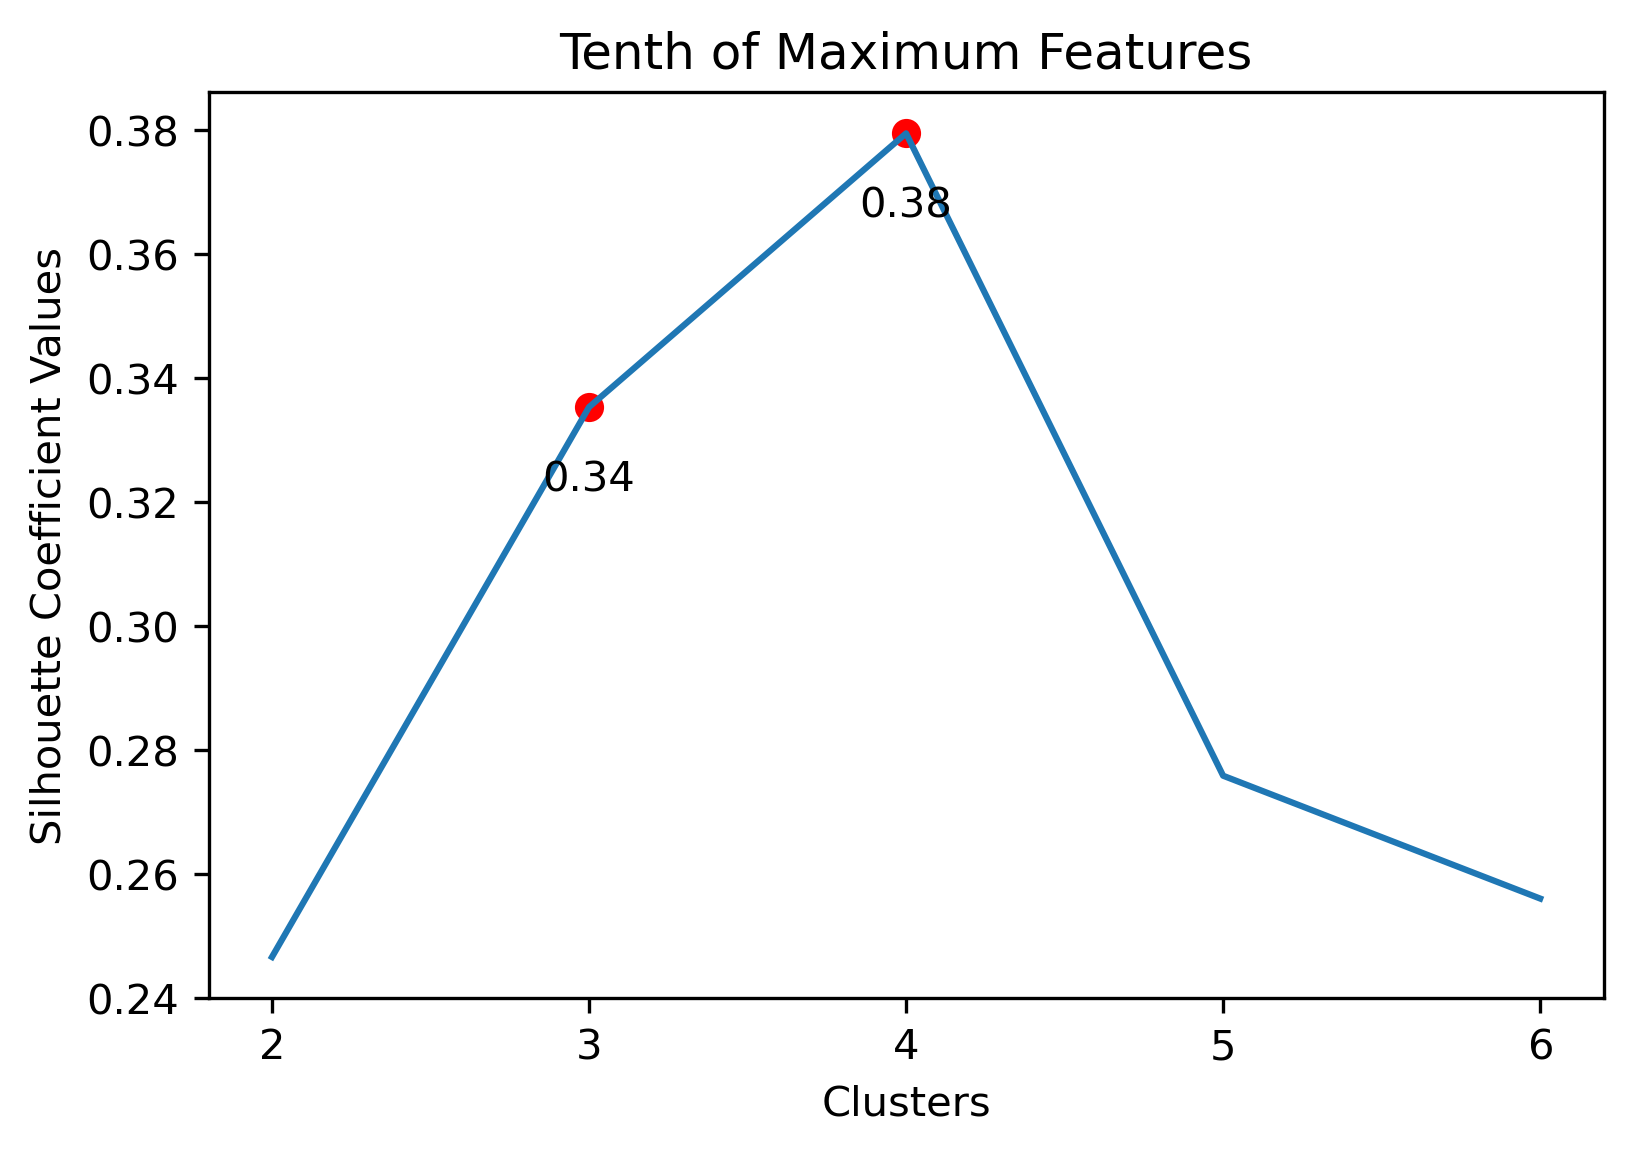 Tenth of Maximum Features
Silhouette Coefficient Values
0.38
0.36
0.34
0.32
0.30
0.28
0.26
0.24
0.38
0.34
2 3 4 5 6
Clusters